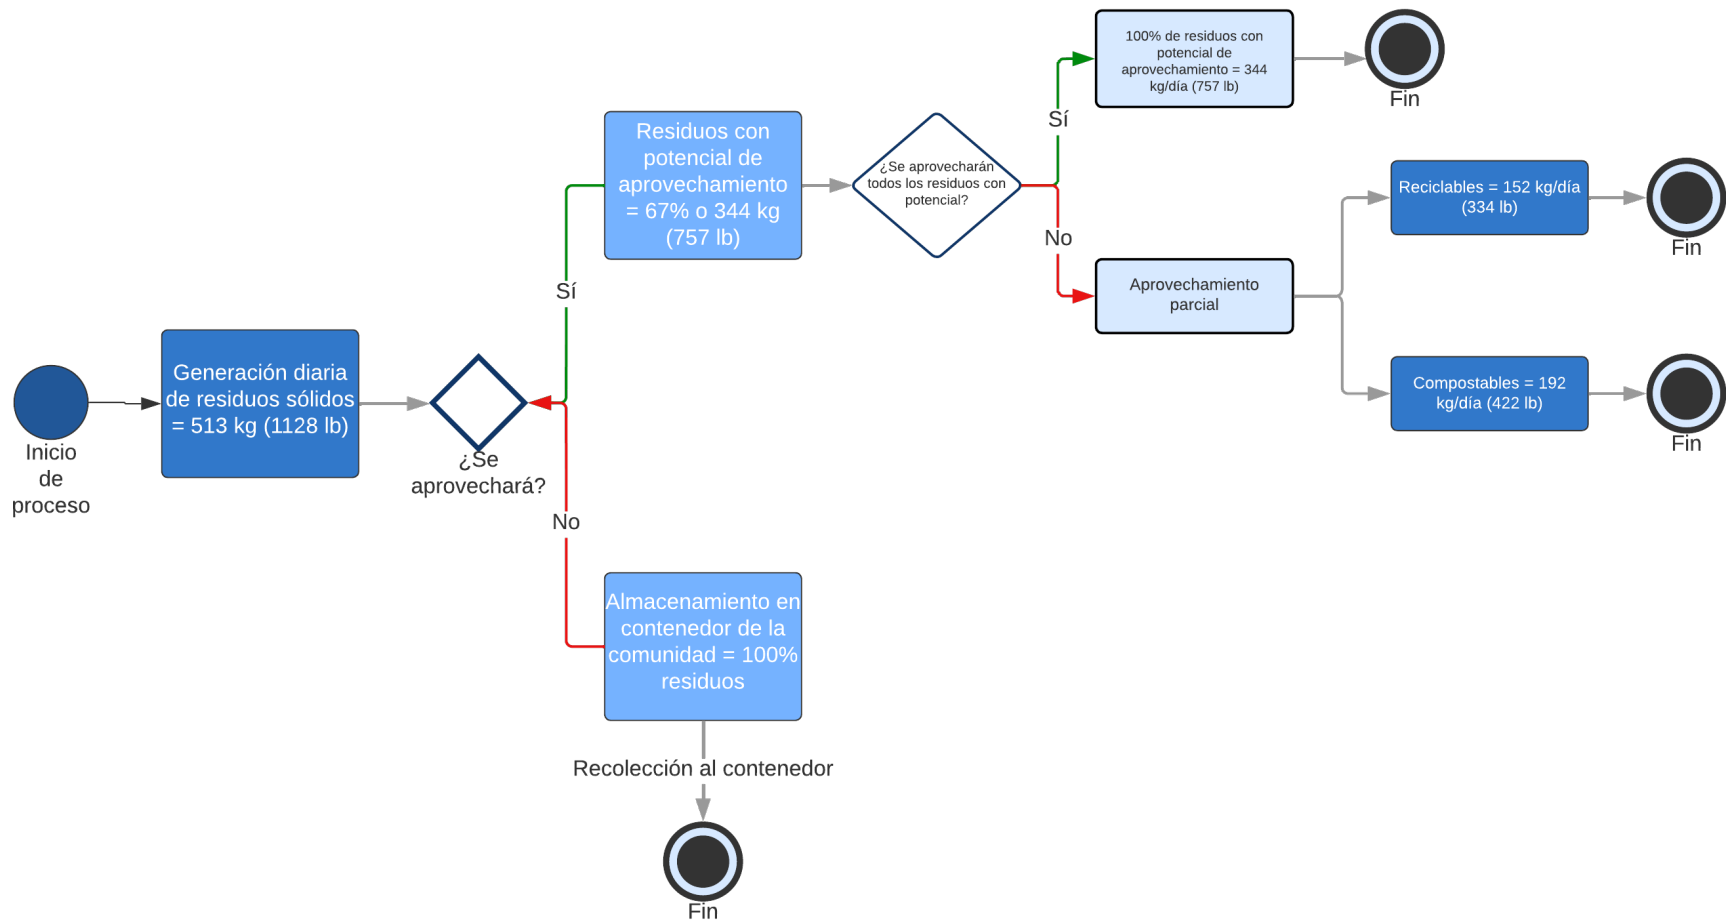 Inicio
de
proceso
Generación diaria
de residuos sólidos
= 513 kg (1128 lb)
¿Se
aprovechará?
Sí
No
Residuos con
potencial de
aprovechamiento
= 67% o 344 kg
(757 lb)
¿Se aprovecharán
todos los residuos con
potencial?
Sí
No
100% de residuos con
potencial de
aprovechamiento = 344
kg/día (757 lb)
Fin
Aprovechamiento
parcial
Reciclables = 152 kg/día
(334 lb)
Fin
Compostables = 192
kg/día (422 lb)
Fin
Almacenamiento en
contenedor de la
comunidad = 100%
residuos
Recolección al contenedor
Fin